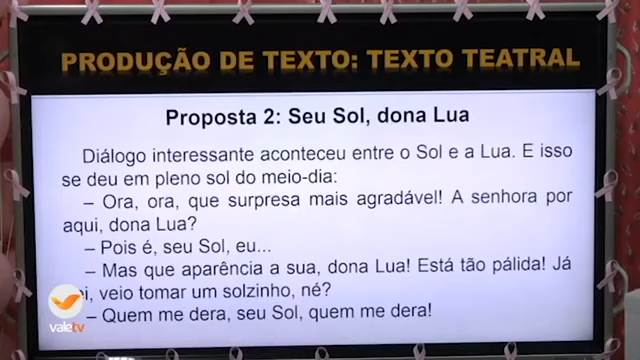 PRODUÇÃO DE TEXTO: TEXTO TEATRAL
Proposta 2: Seu Sol, dona Lua
Diálogo interessante aconteceu entre o Sol e a Lua. E isso
se deu em pleno sol do meio-dia:
– Ora, ora, que surpresa mais agradável! A senhora por
aqui, dona Lua?
– Pois é, seu Sol, eu...
– Mas que aparência a sua, dona Lua! Está tão pálida! Já
veio tomar um solzinho, né?
– Quem me dera, seu Sol, quem me dera!
valetv